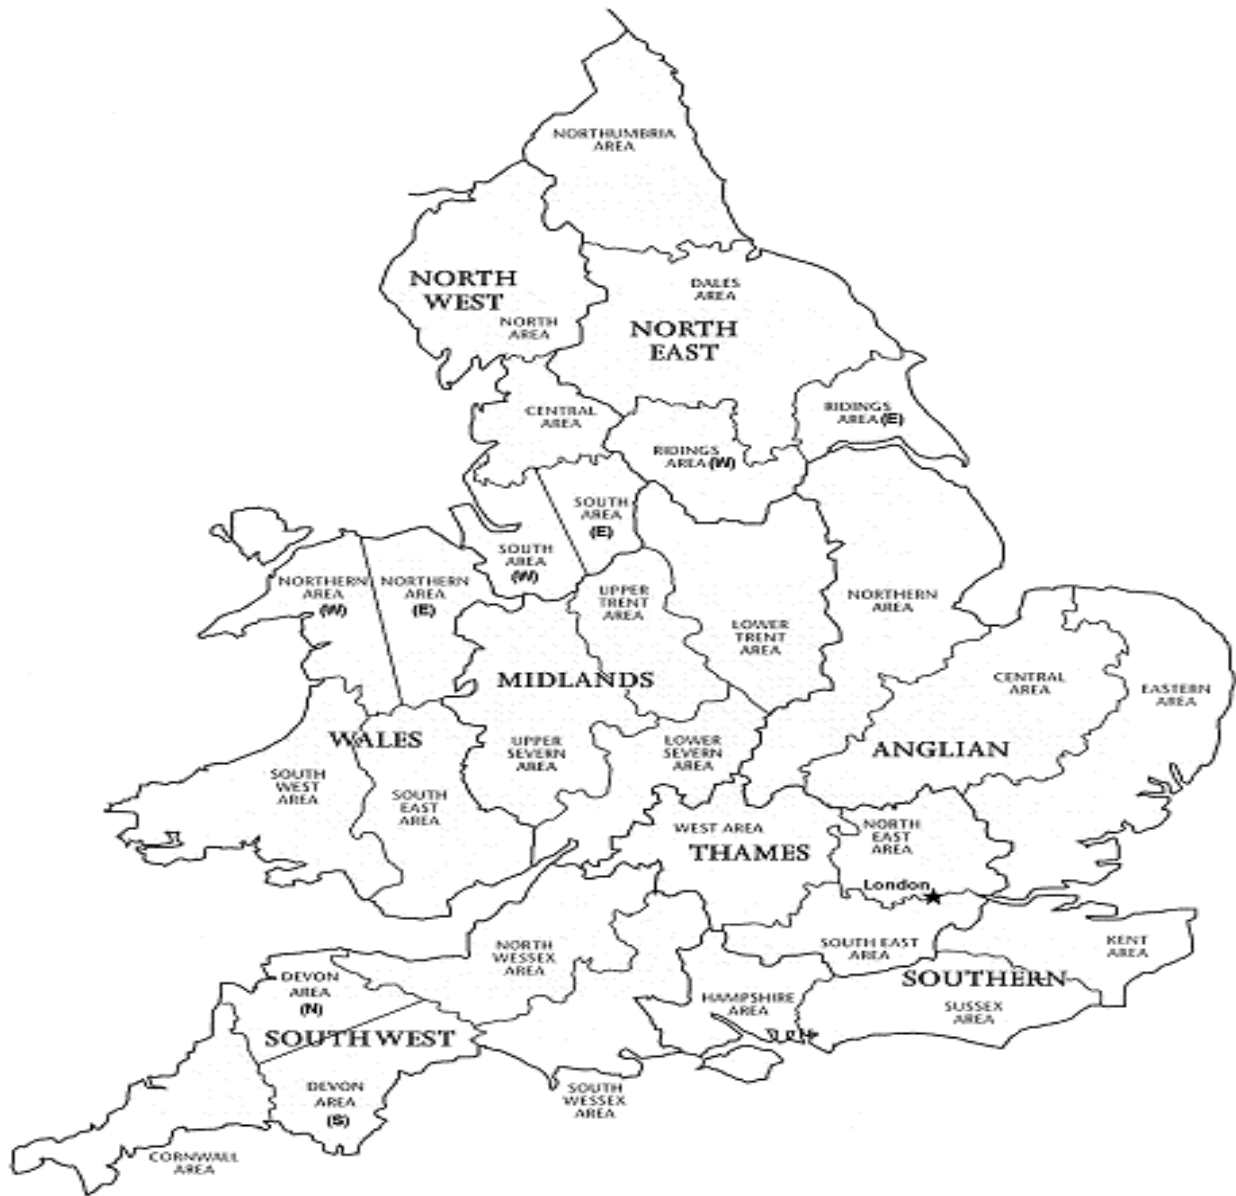 NORTHUMBRIA
AREA
NORTH
WEST
NORTH
AREA
DALES
AREA
NORTH
EAST
CENTRAL
AREA
RIDINGS
AREA (E)
RIDINGS
AREA (W)
SOUTH
AREA
(E)
SOUTH
AREA
(W)
NORTHERN
AREA
(W)
NORTHERN
AREA
(E)
UPPER
TRENT
AREA
LOWER
TRENT
AREA
NORTHERN
AREA
MIDLANDS
CENTRAL
AREA
EASTERN
AREA
WALES
UPPER
SEVERN
AREA
LOWER
SEVERN
AREA
ANGLIAN
SOUTH
WEST
AREA
SOUTH
EAST
AREA
WEST AREA
THAMES
NORTH
EAST
AREA
London
NORTH
WESSEX
AREA
SOUTH EAST
AREA
KENT
AREA
SOUTHERN
DEVON
AREA
(N)
HAMPSHIRE
AREA
SUSSEX
AREA
SOUTH WEST
DEVON
AREA
(S)
SOUTH
WESSEX
AREA
CORNWALL
AREA